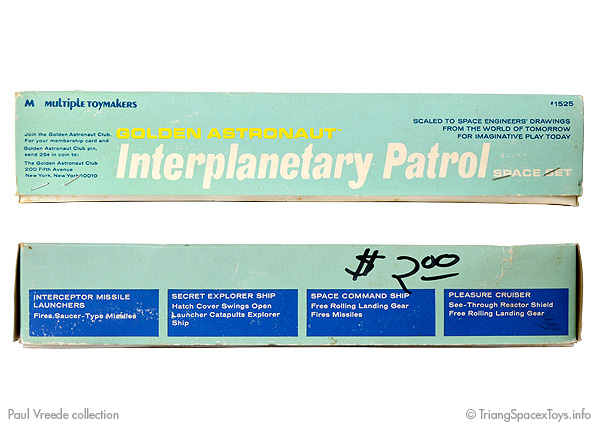 M MULTIPLE TOYMAKERS
#1525
Join the Golden Astronaut Club.
For your membership card and
Golden Astronaut Club pin,
send 25¢ in coin to:
The Golden Astronaut Club
200 Fifth Avenue
New York, New York 10010
GOLDEN ASTRONAUT
Interplanetary Patrol
SPACE SET
SCALED TO SPACE ENGINEERS' DRAWINGS
FROM THE WORLD OF TOMORROW
FOR IMAGINATIVE PLAY TODAY
$ 2.00
INTERCEPTOR MISSILE
LAUNCHERS
Fires Saucer-Type Missiles
SECRET EXPLORER SHIP
Hatch Cover Swings Open
Launcher Catapults Explorer
Ship
SPACE COMMAND SHIP
Free Rolling Landing Gear
Fires Missiles
PLEASURE CRUISER
See-Through Reactor Shield
Free Rolling Landing Gear
Paul Vreede collection
© TriangSpacexToys.info